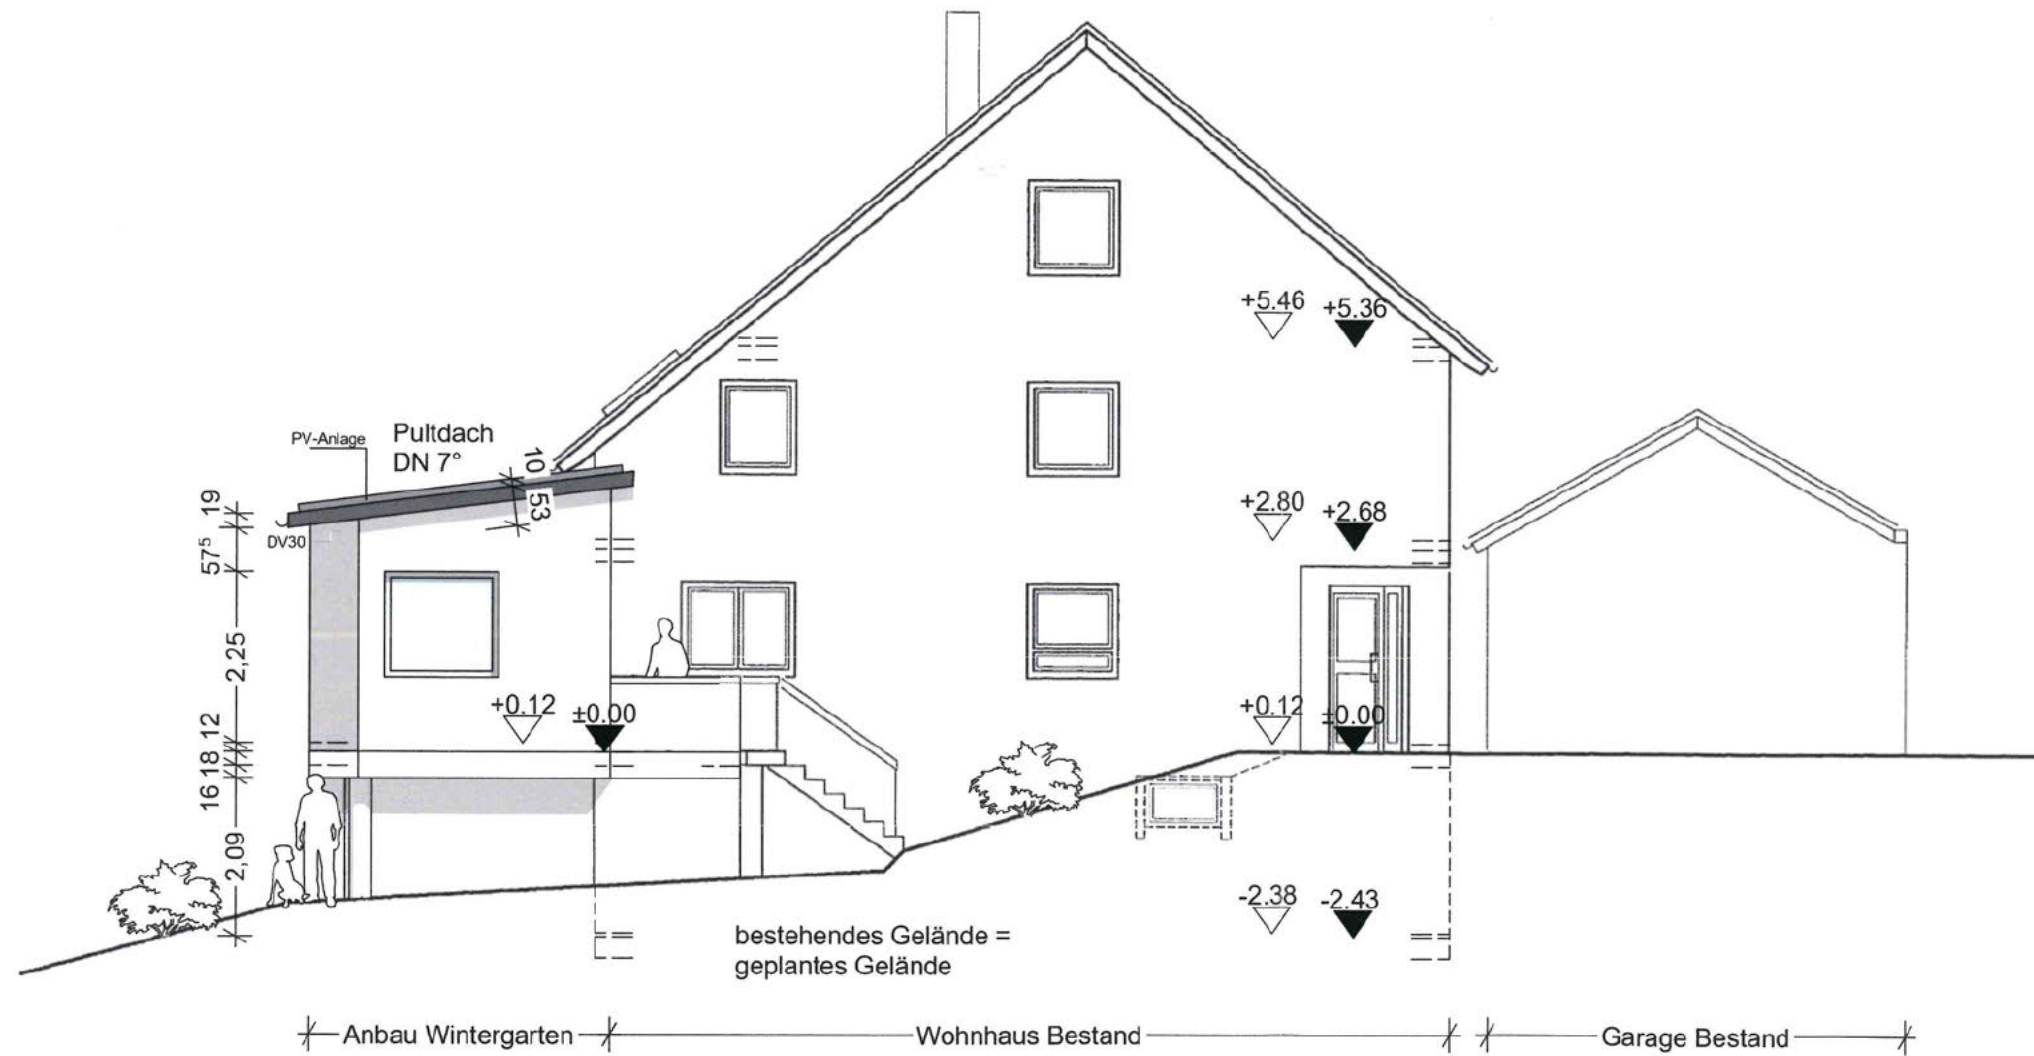 +5.46
+5.36
PV-Anlage
Pultdach
DN 7°
10
53
19
DV30
57⁵
+2.80
+2.68
2,25
+0.12
±0.00
+0.12
±0.00
12
18
16
2,09
-2.38
-2.43
bestehendes Gelände =
geplantes Gelände
Anbau Wintergarten
Wohnhaus Bestand
Garage Bestand